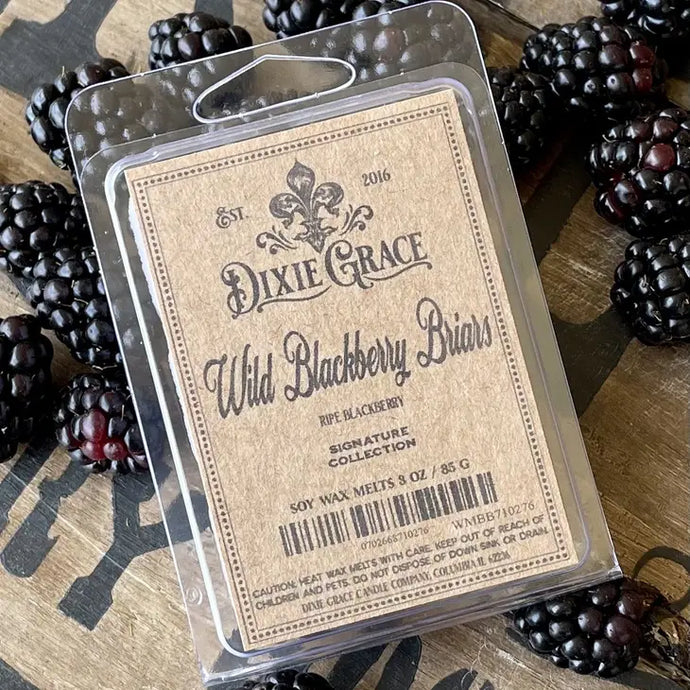 EST. 2016
DIXIE GRACE
Wild Blackberry Briars
RIPE BLACKBERRY
SIGNATURE
COLLECTION
SOY WAX MELTS 3 OZ / 85 G
0702668710276 WMBB710276
CAUTION: HEAT WAX MELTS WITH CARE. KEEP OUT OF REACH OF
CHILDREN AND PETS. DO NOT DISPOSE OF DOWN SINK OR DRAIN.
DIXIE GRACE CANDLE COMPANY, COLUMBIA IL 62236